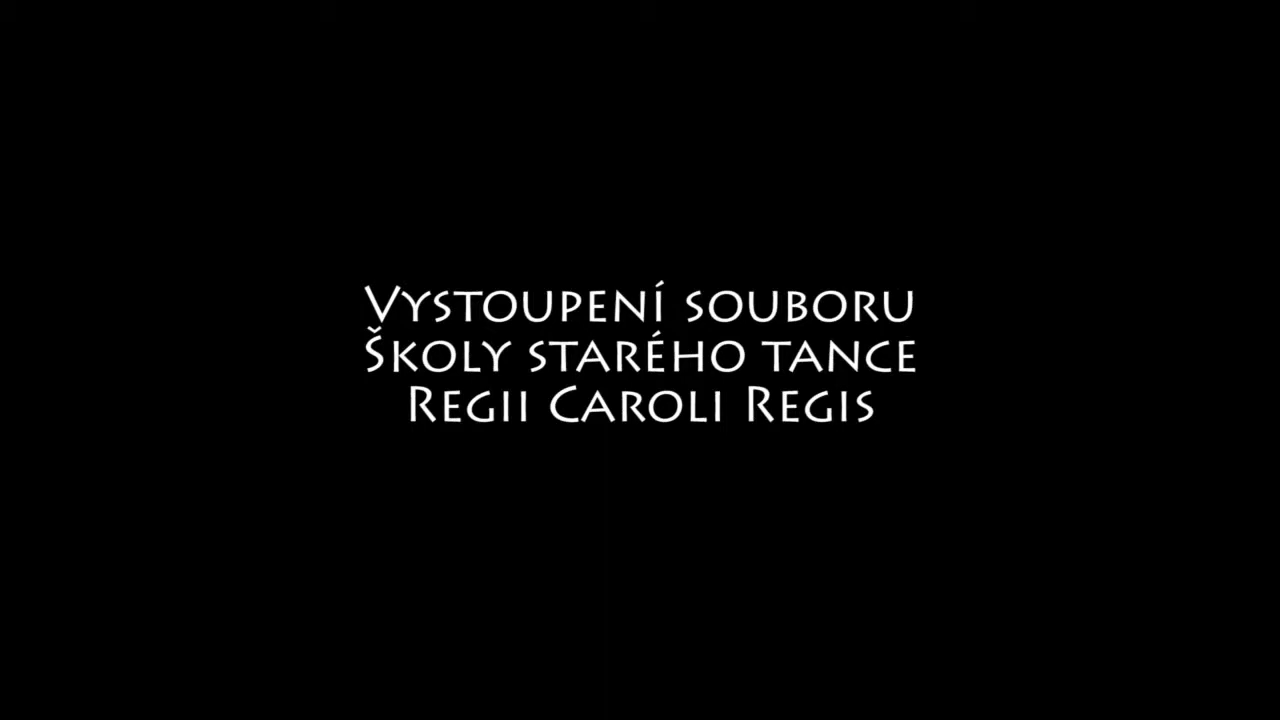 Vystoupení souboru
Školy starého tance
Regii Caroli Regis